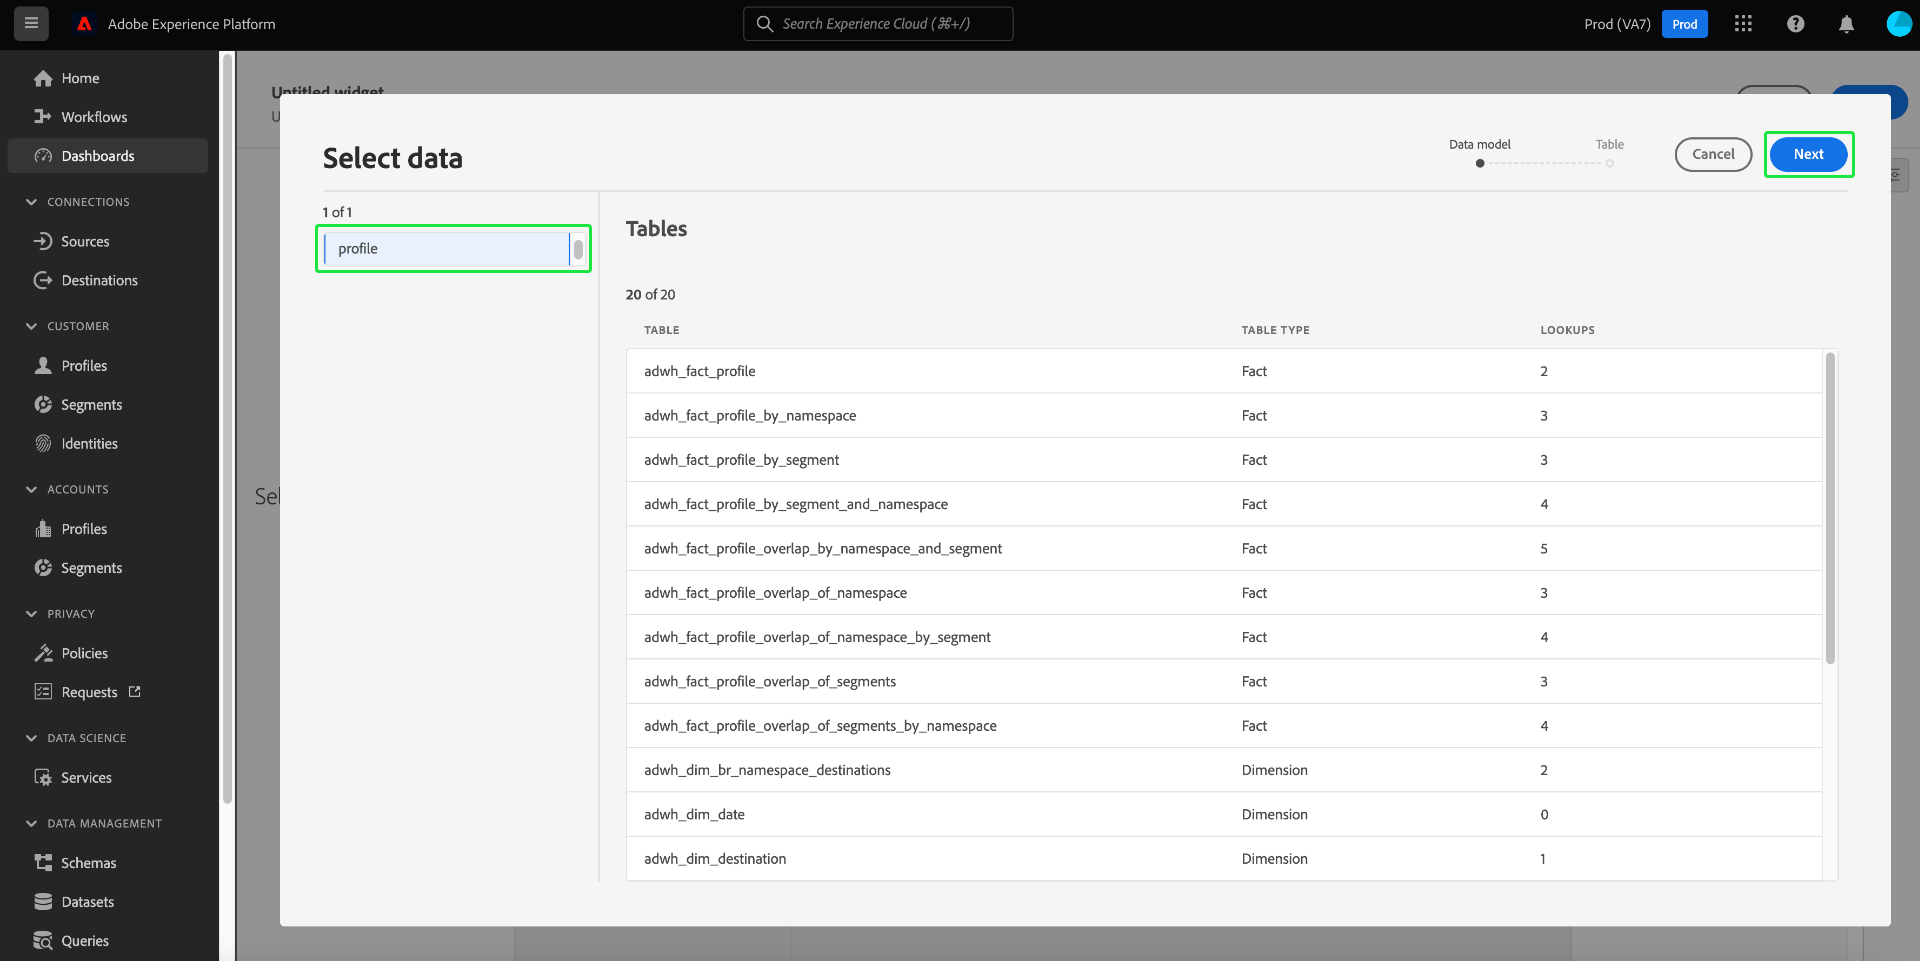 Adobe Experience Platform
Search Experience Cloud (⌘+/)
Prod (VA7)
Prod
Home
Workflows
Dashboards
CONNECTIONS
Sources
Destinations
CUSTOMER
Profiles
Segments
Identities
ACCOUNTS
Profiles
Segments
PRIVACY
Policies
Requests
DATA SCIENCE
Services
DATA MANAGEMENT
Schemas
Datasets
Queries
Untitled widget
Select data
Data model
Table
Cancel
Next
1 of 1
profile
Tables
20 of 20
TABLE TABLE TYPE LOOKUPS
adwh_fact_profile Fact 2
adwh_fact_profile_by_namespace Fact 3
adwh_fact_profile_by_segment Fact 3
adwh_fact_profile_by_segment_and_namespace Fact 4
adwh_fact_profile_overlap_by_namespace_and_segment Fact 5
adwh_fact_profile_overlap_of_namespace Fact 3
adwh_fact_profile_overlap_of_namespace_by_segment Fact 4
adwh_fact_profile_overlap_of_segments Fact 3
adwh_fact_profile_overlap_of_segments_by_namespace Fact 4
adwh_dim_br_namespace_destinations Dimension 2
adwh_dim_date Dimension 0
adwh_dim_destination Dimension 1